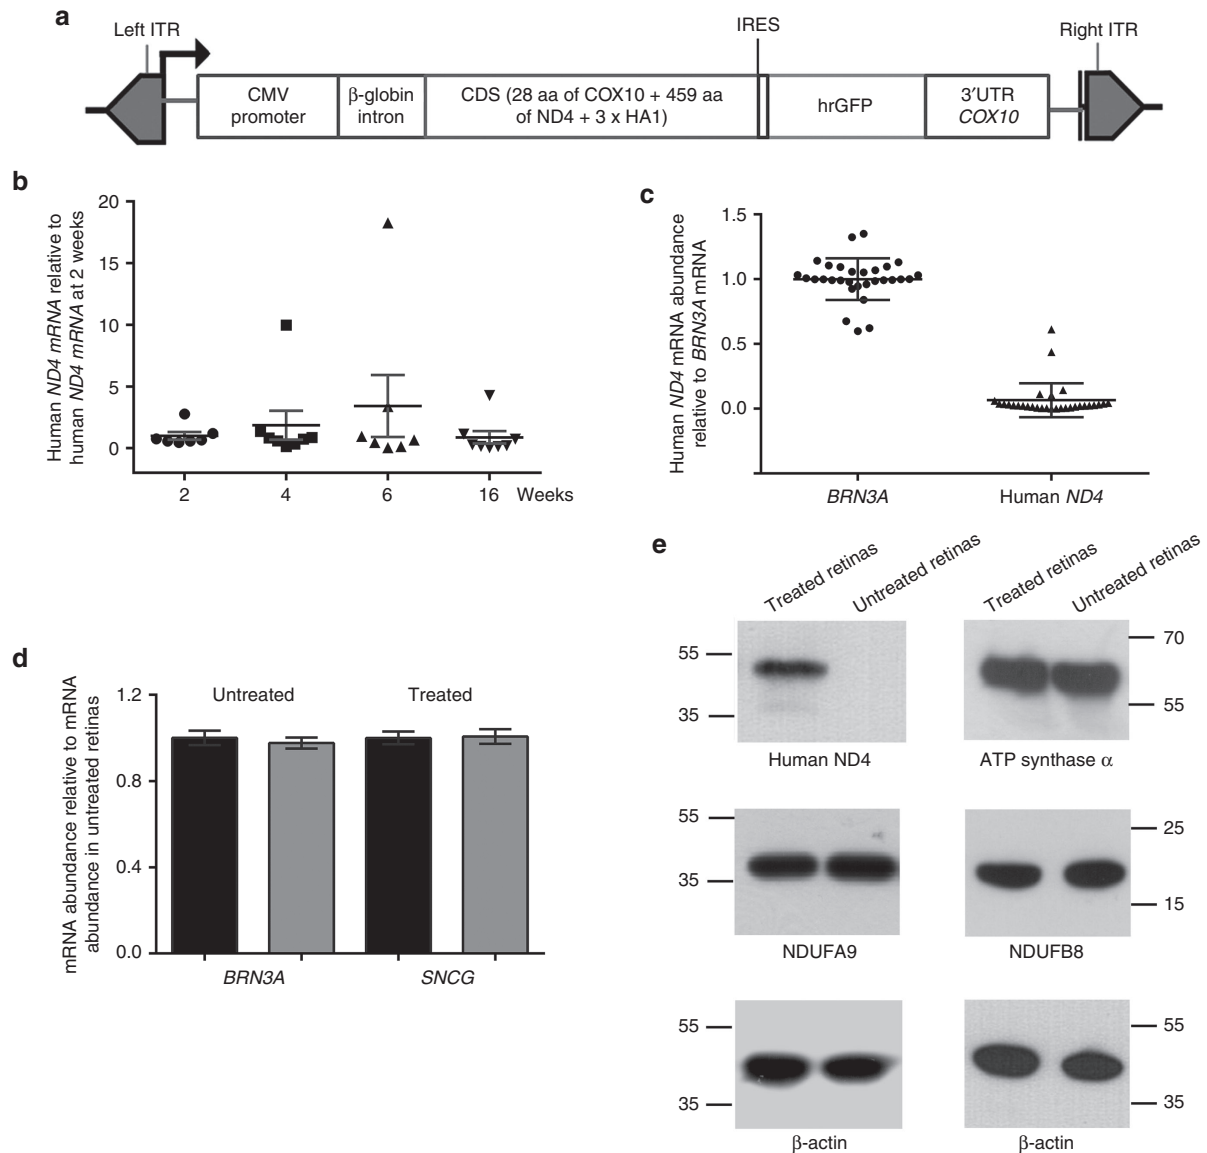 a
Left ITR
IRES
Right ITR
CMV
promoter
β-globin
intron
CDS (28 aa of COX10 + 459 aa
of ND4 + 3 x HA1)
hrGFP
3′UTR
COX10
b
Human ND4 mRNA relative to
human ND4 mRNA at 2 weeks
20
15
10
5
0
2
4
6
16
Weeks
c
Human ND4 mRNA abundance
relative to BRN3A mRNA
1.5
1.0
0.5
0.0
BRN3A
Human ND4
d
mRNA abundance relative to mRNA
abundance in untreated retinas
1.2
0.8
0.4
0.0
Untreated
Treated
BRN3A
SNCG
e
Treated retinas
Untreated retinas
Treated retinas
Untreated retinas
55
35
Human ND4
70
55
ATP synthase α
55
35
NDUFA9
25
15
NDUFB8
55
35
β-actin
55
35
β-actin